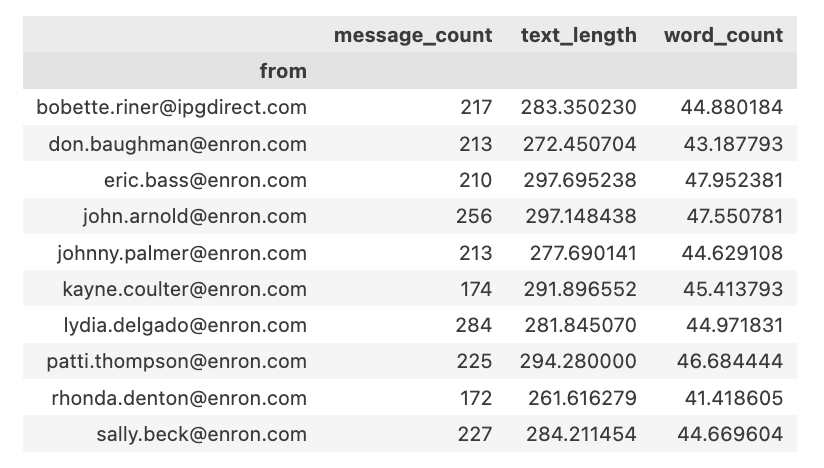 message_count text_length word_count
from
bobette.riner@ipgdirect.com 217 283.350230 44.880184
don.baughman@enron.com 213 272.450704 43.187793
eric.bass@enron.com 210 297.695238 47.952381
john.arnold@enron.com 256 297.148438 47.550781
johnny.palmer@enron.com 213 277.690141 44.629108
kayne.coulter@enron.com 174 291.896552 45.413793
lydia.delgado@enron.com 284 281.845070 44.971831
patti.thompson@enron.com 225 294.280000 46.684444
rhonda.denton@enron.com 172 261.616279 41.418605
sally.beck@enron.com 227 284.211454 44.669604